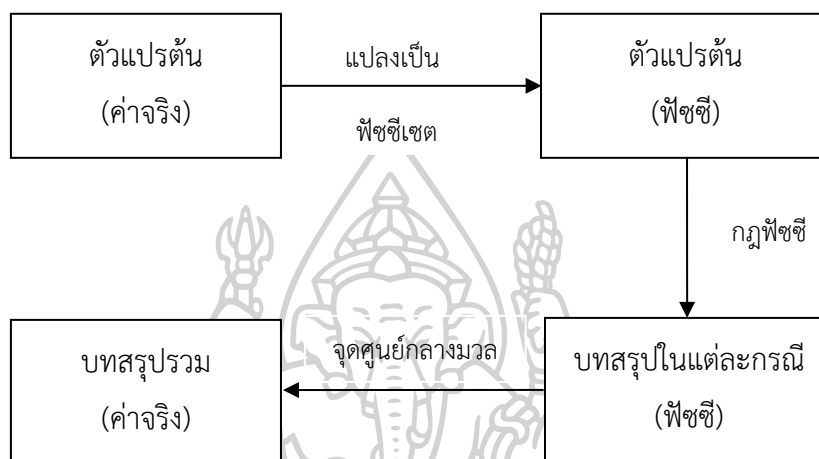 ตัวแปรต้น
(ค่าจริง)
แปลงเป็น
ฟัซซีเซต
ตัวแปรต้น
(ฟัซซี)
กฎฟัซซี
บทสรุปรวม
(ค่าจริง)
จุดศูนย์กลางมวล
บทสรุปในแต่ละกรณี
(ฟัซซี)